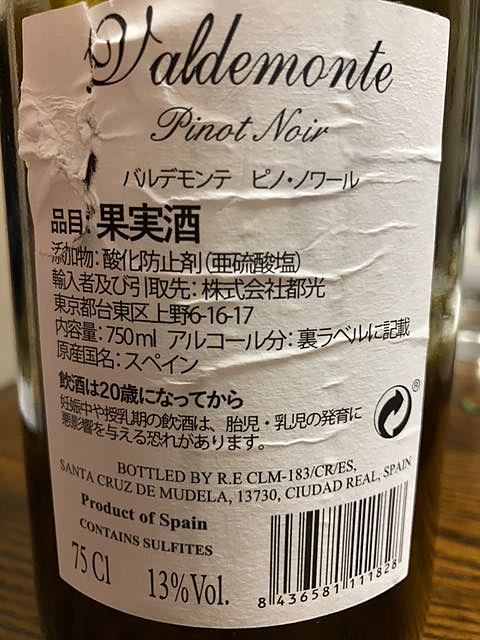 Valdemonte
Pinot Noir
バルデモンテ ピノ・ノワール
品目:果実酒
添加物:酸化防止剤(亜硫酸塩)
輸入者及び引取先:株式会社都光
東京都台東区上野6-16-17
内容量:750ml アルコール分:裏ラベルに記載
原産国名:スペイン
飲酒は20歳になってから
妊娠中や授乳期の飲酒は、胎児・乳児の発育に
悪影響を与える恐れがあります。
®
BOTTLED BY R.E CLM-183/CR/ES,
SANTA CRUZ DE MUDELA, 13730, CIUDAD REAL, SPAIN
Product of Spain
CONTAINS SULFITES
75 Cl 13%Vol.
8 436581 111828